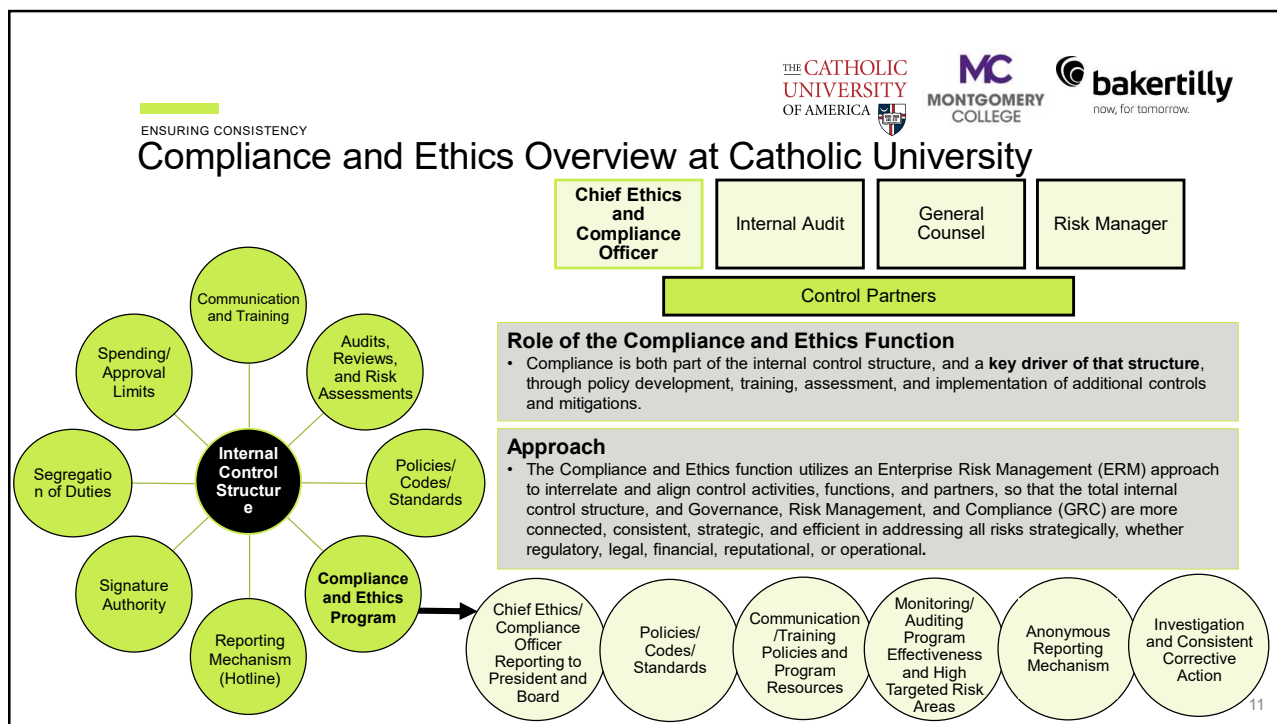 THE CATHOLIC
UNIVERSITY
OF AMERICA
MC
MONTGOMERY
COLLEGE
bakertilly
now, for tomorrow.
ENSURING CONSISTENCY
Compliance and Ethics Overview at Catholic University
Chief Ethics
and
Compliance
Officer
Internal Audit
General
Counsel
Risk Manager
Control Partners
Communication
and Training
Spending/
Approval
Limits
Audits,
Reviews,
and Risk
Assessments
Segregatio
n of Duties
Internal
Control
Structur
e
Policies/
Codes/
Standards
Signature
Authority
Compliance
and Ethics
Program
Reporting
Mechanism
(Hotline)
Role of the Compliance and Ethics Function
• Compliance is both part of the internal control structure, and a key driver of that structure,
through policy development, training, assessment, and implementation of additional controls
and mitigations.
Approach
• The Compliance and Ethics function utilizes an Enterprise Risk Management (ERM) approach
to interrelate and align control activities, functions, and partners, so that the total internal
control structure, and Governance, Risk Management, and Compliance (GRC) are more
connected, consistent, strategic, and efficient in addressing all risks strategically, whether
regulatory, legal, financial, reputational, or operational.
Chief Ethics/
Compliance
Officer
Reporting to
President and
Board
Policies/
Codes/
Standards
Communication
/Training
Policies and
Program
Resources
Monitoring/
Auditing
Program
Effectiveness
and High
Targeted Risk
Areas
Anonymous
Reporting
Mechanism
Investigation
and Consistent
Corrective
Action
11